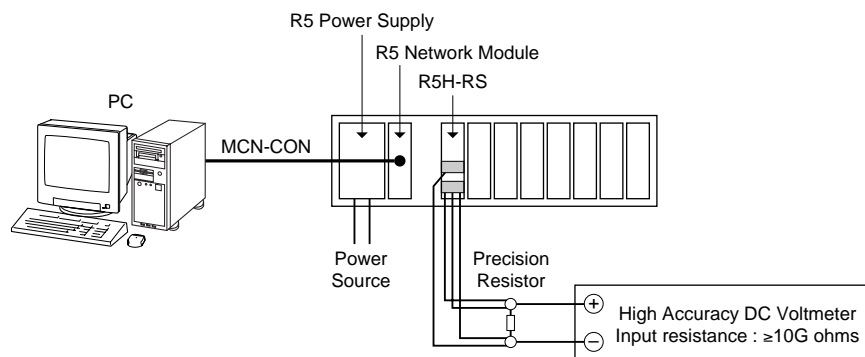 R5 Power Supply
R5 Network Module
R5H-RS
PC
MCN-CON
Power
Source
Precision
Resistor
+
High Accuracy DC Voltmeter
Input resistance : ≥10G ohms
−